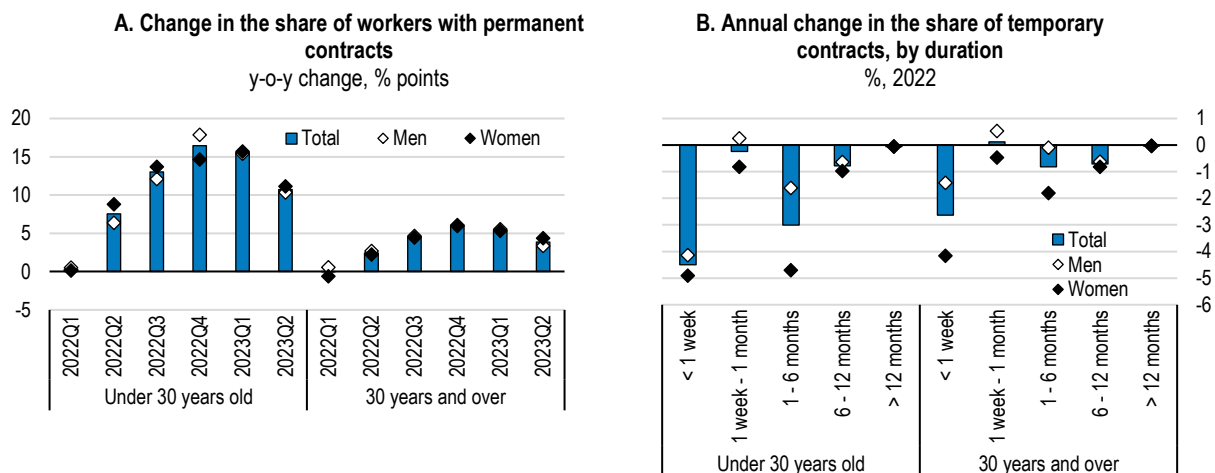 A. Change in the share of workers with permanent
contracts
y-o-y change, % points
20
15
10
5
0
-5
Total
Men
Women
2022Q1
2022Q2
2022Q3
2022Q4
2023Q1
2023Q2
2022Q1
2022Q2
2022Q3
2022Q4
2023Q1
2023Q2
Under 30 years old
30 years and over
B. Annual change in the share of temporary
contracts, by duration
%, 2022
1
0
-1
-2
-3
-4
-5
-6
Total
Men
Women
< 1 week
1 week - 1 month
1 - 6 months
6 - 12 months
> 12 months
< 1 week
1 week - 1 month
1 - 6 months
6 - 12 months
> 12 months
Under 30 years old
30 years and over